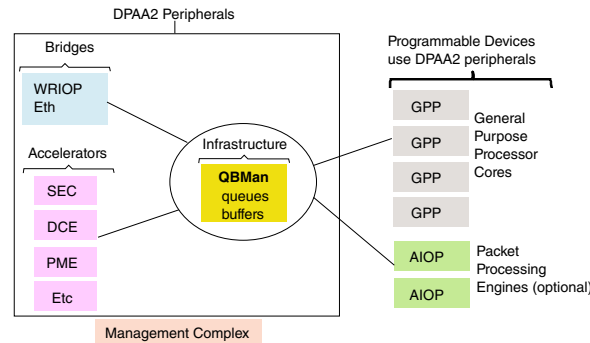 DPAA2 Peripherals
Bridges
WRIOP
Eth
Accelerators
SEC
DCE
PME
Etc
Infrastructure
QBMan
queues
buffers
Management Complex
Programmable Devices
use DPAA2 peripherals
GPP
GPP
GPP
GPP
General
Purpose
Processor
Cores
AIOP
AIOP
Packet
Processing
Engines (optional)